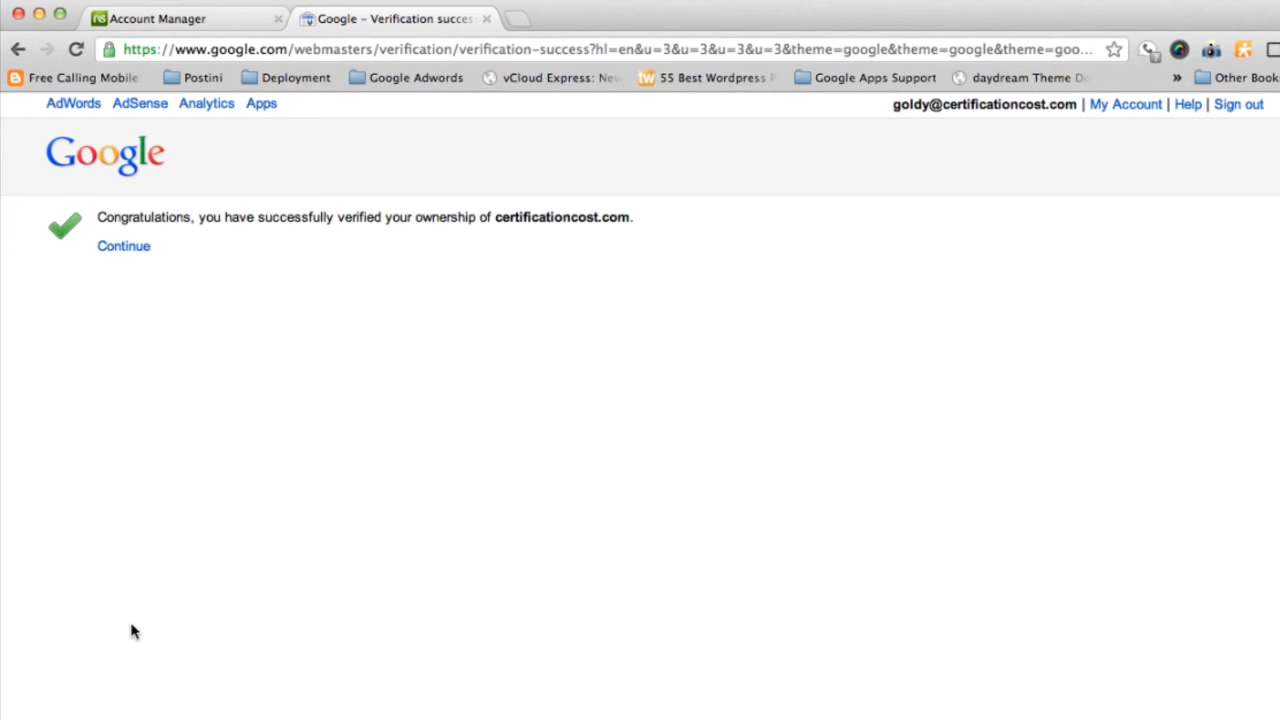 Account Manager
Google – Verification succes
https://www.google.com/webmasters/verification/verification-success?hl=en&u=3&u=3&u=3&u=3&theme=google&theme=google&theme=goo...
Free Calling Mobile Postini Deployment Google Adwords vCloud Express: New 55 Best Wordpress Google Apps Support daydream Theme » Other Book
AdWords AdSense Analytics Apps
goldy@certificationcost.com | My Account | Help | Sign out
Google
Congratulations, you have successfully verified your ownership of certificationcost.com.
Continue